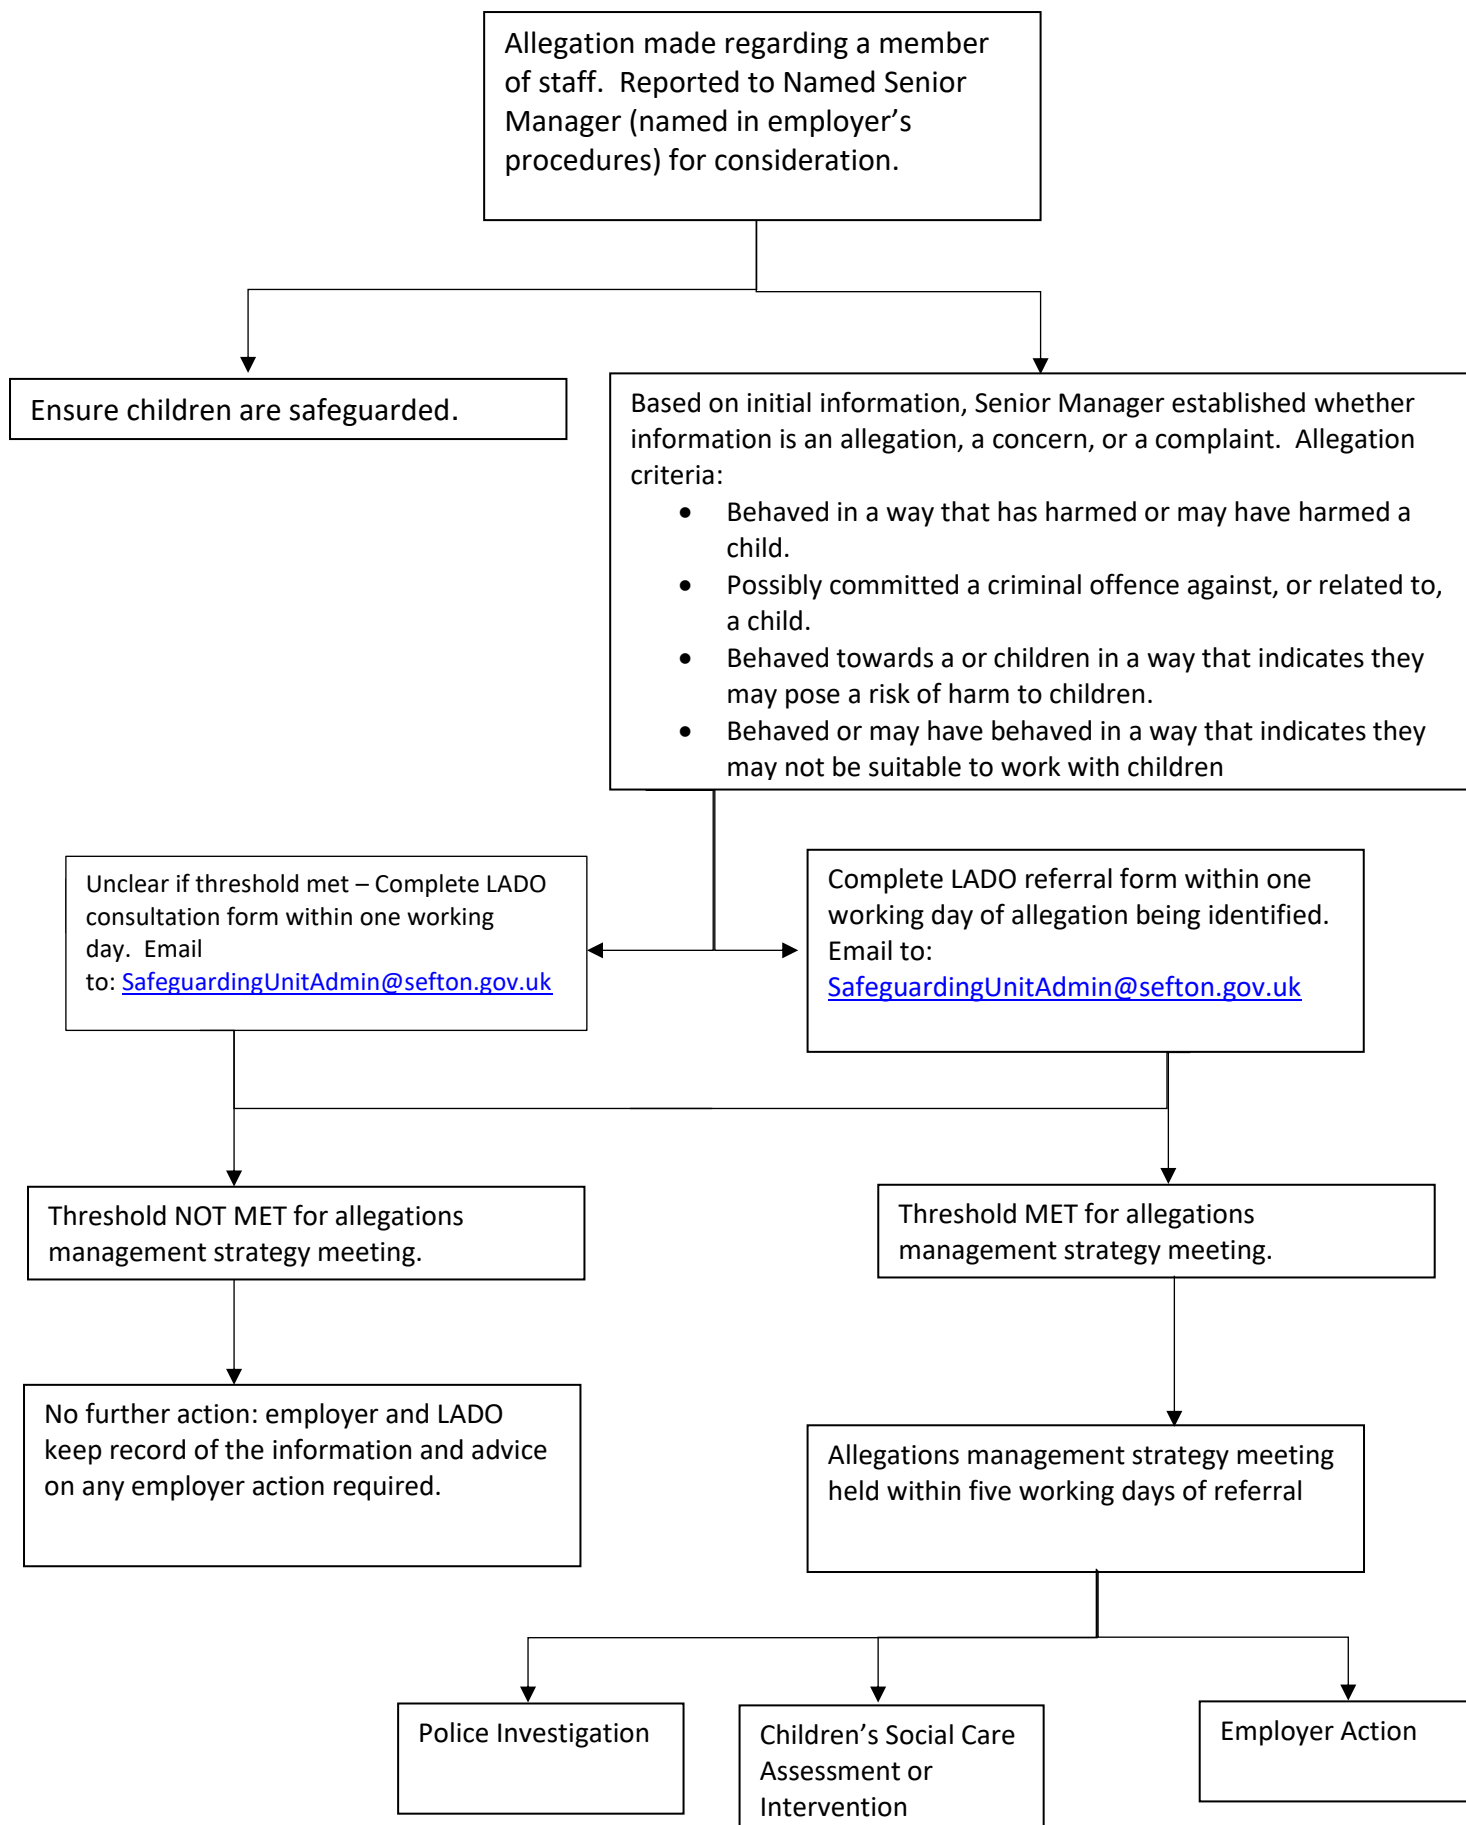 Allegation made regarding a member
of staff.  Reported to Named Senior
Manager (named in employer’s
procedures) for consideration.
Ensure children are safeguarded.
Based on initial information, Senior Manager established whether
information is an allegation, a concern, or a complaint.  Allegation
criteria:
• Behaved in a way that has harmed or may have harmed a
child.
• Possibly committed a criminal offence against, or related to,
a child.
• Behaved towards a or children in a way that indicates they
may pose a risk of harm to children.
• Behaved or may have behaved in a way that indicates they
may not be suitable to work with children
Unclear if threshold met – Complete LADO
consultation form within one working
day.  Email
to: SafeguardingUnitAdmin@sefton.gov.uk
Complete LADO referral form within one
working day of allegation being identified.
Email to:
SafeguardingUnitAdmin@sefton.gov.uk
Threshold NOT MET for allegations
management strategy meeting.
Threshold MET for allegations
management strategy meeting.
No further action: employer and LADO
keep record of the information and advice
on any employer action required.
Allegations management strategy meeting
held within five working days of referral
Police Investigation
Children’s Social Care
Assessment or
Intervention
Employer Action